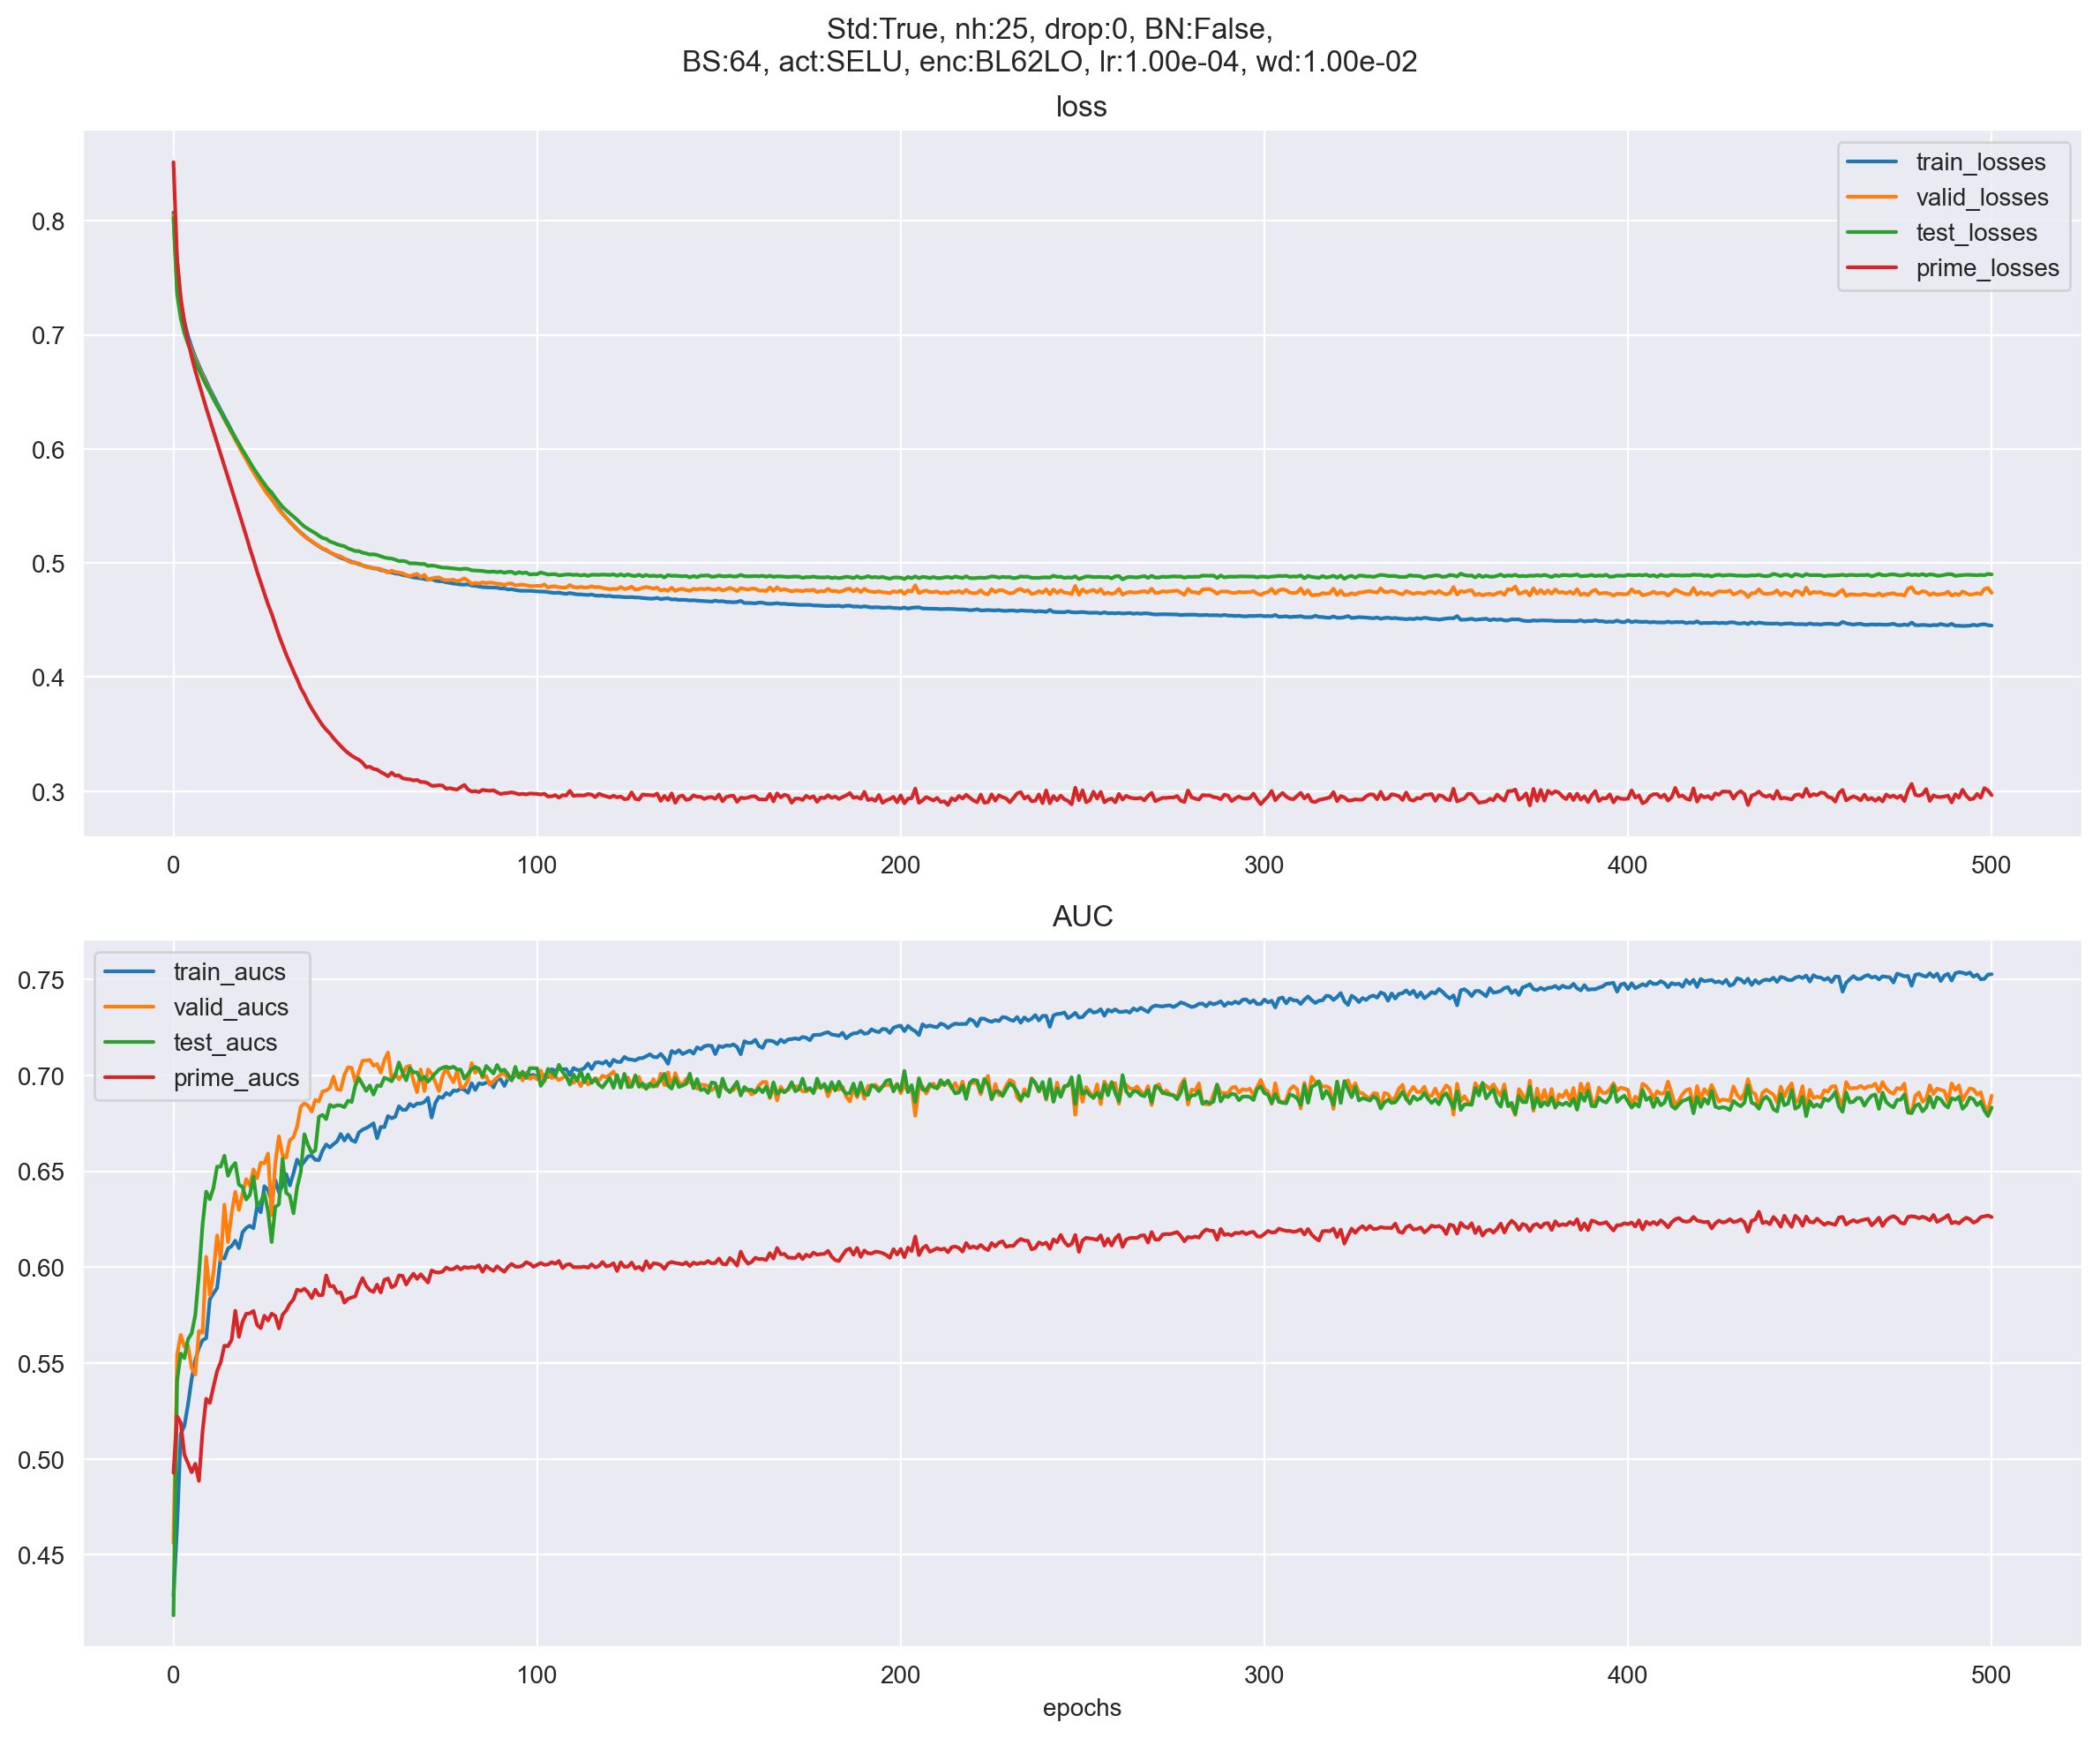 Std:True, nh:25, drop:0, BN:False,
BS:64, act:SELU, enc:BL62LO, lr:1.00e-04, wd:1.00e-02
loss
train_losses
valid_losses
test_losses
prime_losses
0.8
0.7
0.6
0.5
0.4
0.3
0 100 200 300 400 500
AUC
train_aucs
valid_aucs
test_aucs
prime_aucs
0.75
0.70
0.65
0.60
0.55
0.50
0.45
0 100 200 300 400 500
epochs